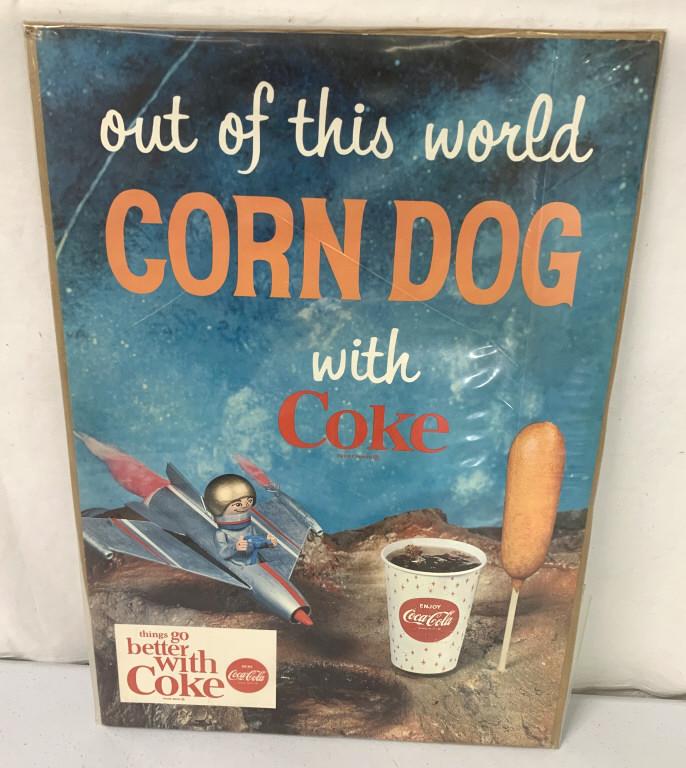 out of this world
CORN DOG
with
Coke
ENJOY
Coca-Cola
things go
better
with
Coke
Coca-Cola